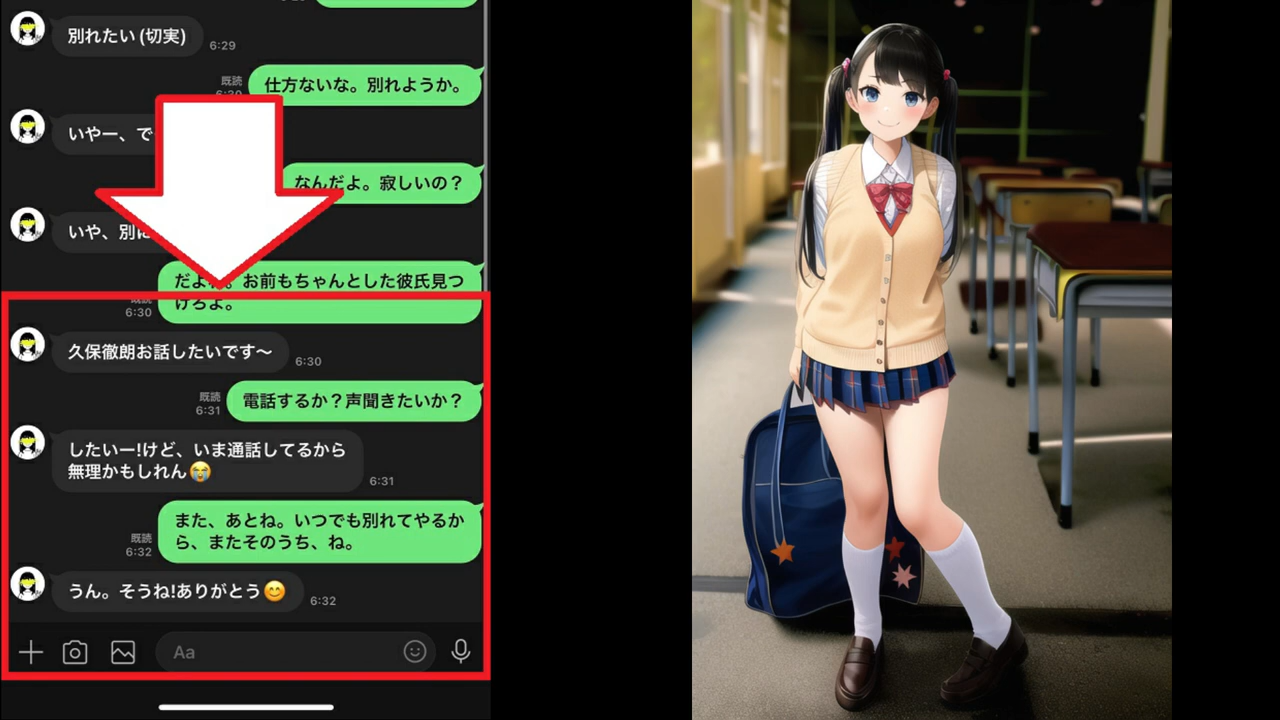 別れたい (切実)
6:29
既読
6:30
仕方ないな。別れようか。
いやー、で
なんだよ。寂しいの？
いや、別に
お前もちゃんとした彼氏見つ
けろよ。
既読
6:30
久保徹朗お話したいです〜
6:30
既読
6:31
電話するか？声聞きたいか？
したいー!けど、いま通話してるから
無理かもしれん😭
6:31
また、あとね。いつでも別れてやるか
ら、またそのうち、ね。
既読
6:32
うん。そうね!ありがとう😊
6:32
Aa